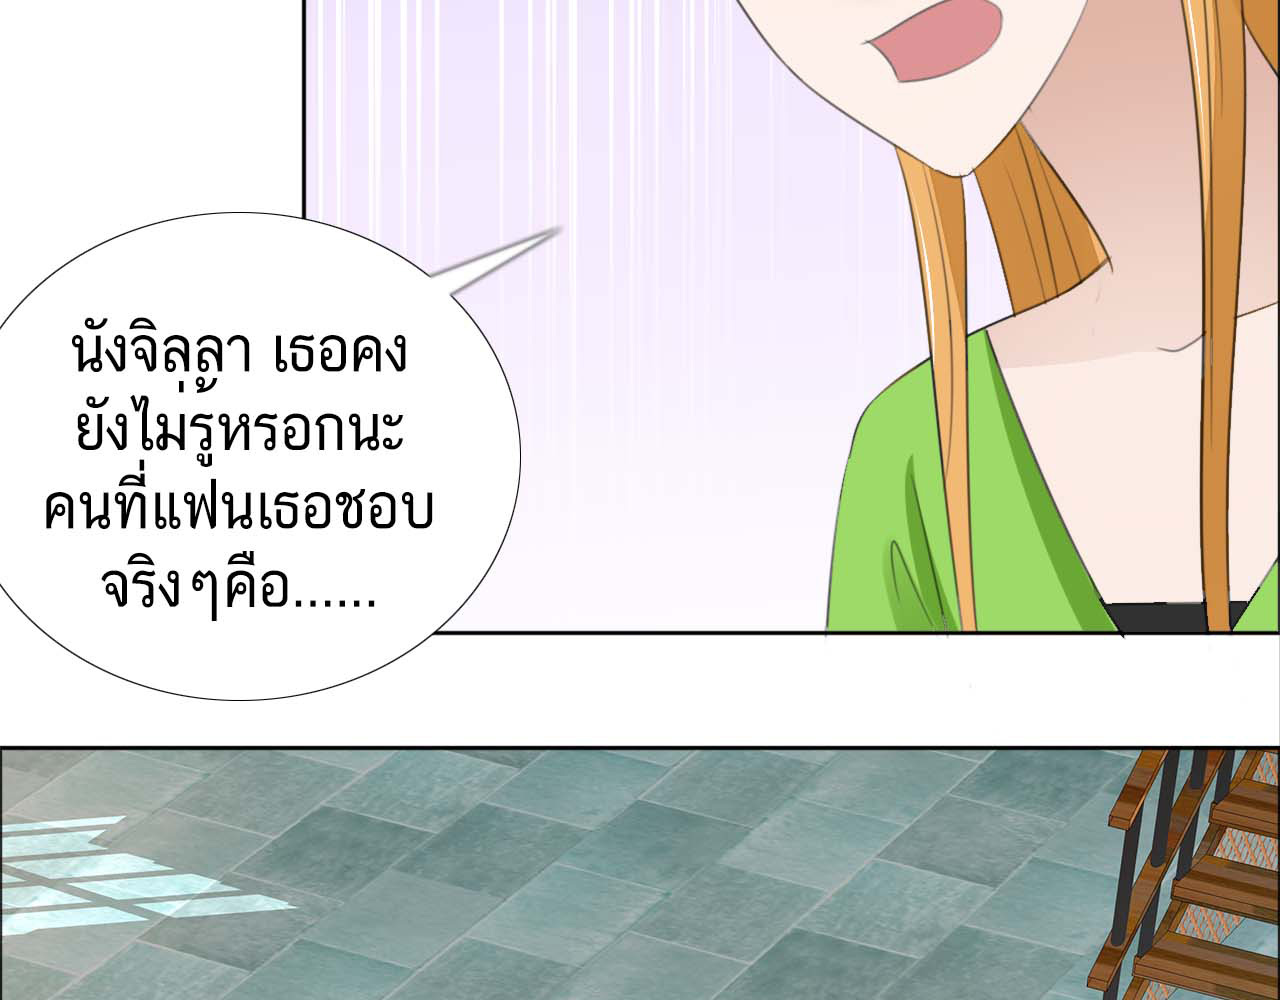 นังจิลลา เธอคง
ยังไม่รู้หรอกนะ
คนที่แฟนเธอชอบ
จริงๆคือ......